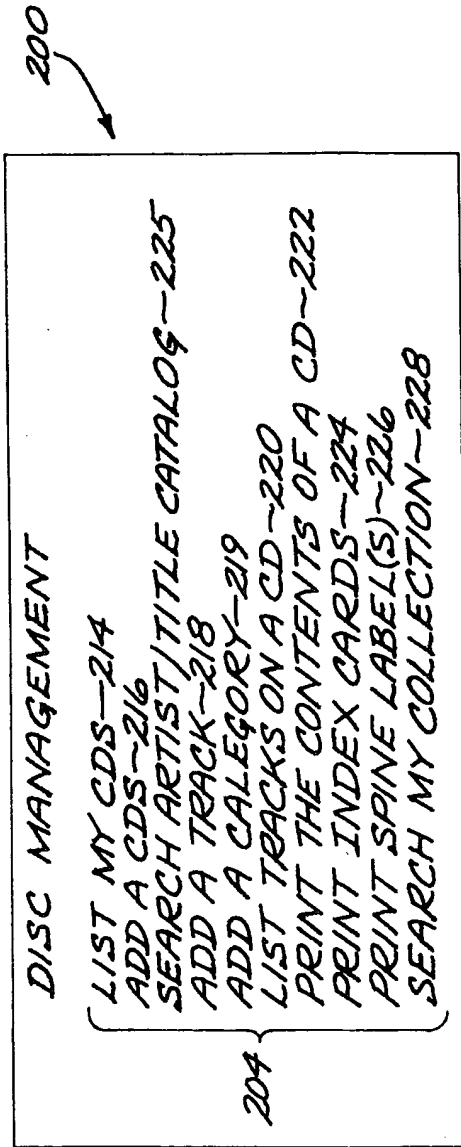 200
DISC MANAGEMENT
LIST MY CDS—214
ADD A CDS~216
SEARCH ARTIST/TITLE CATALOG~225
ADD A TRACK~218
ADD A CALEGORY~219
LIST TRACKS ON A CD~220
PRINT THE CONTENTS OF A CD~222
PRINT INDEX CARDS~224
PRINT SPINE LABEL(S)~226
SEARCH MY COLLECTION~228
204